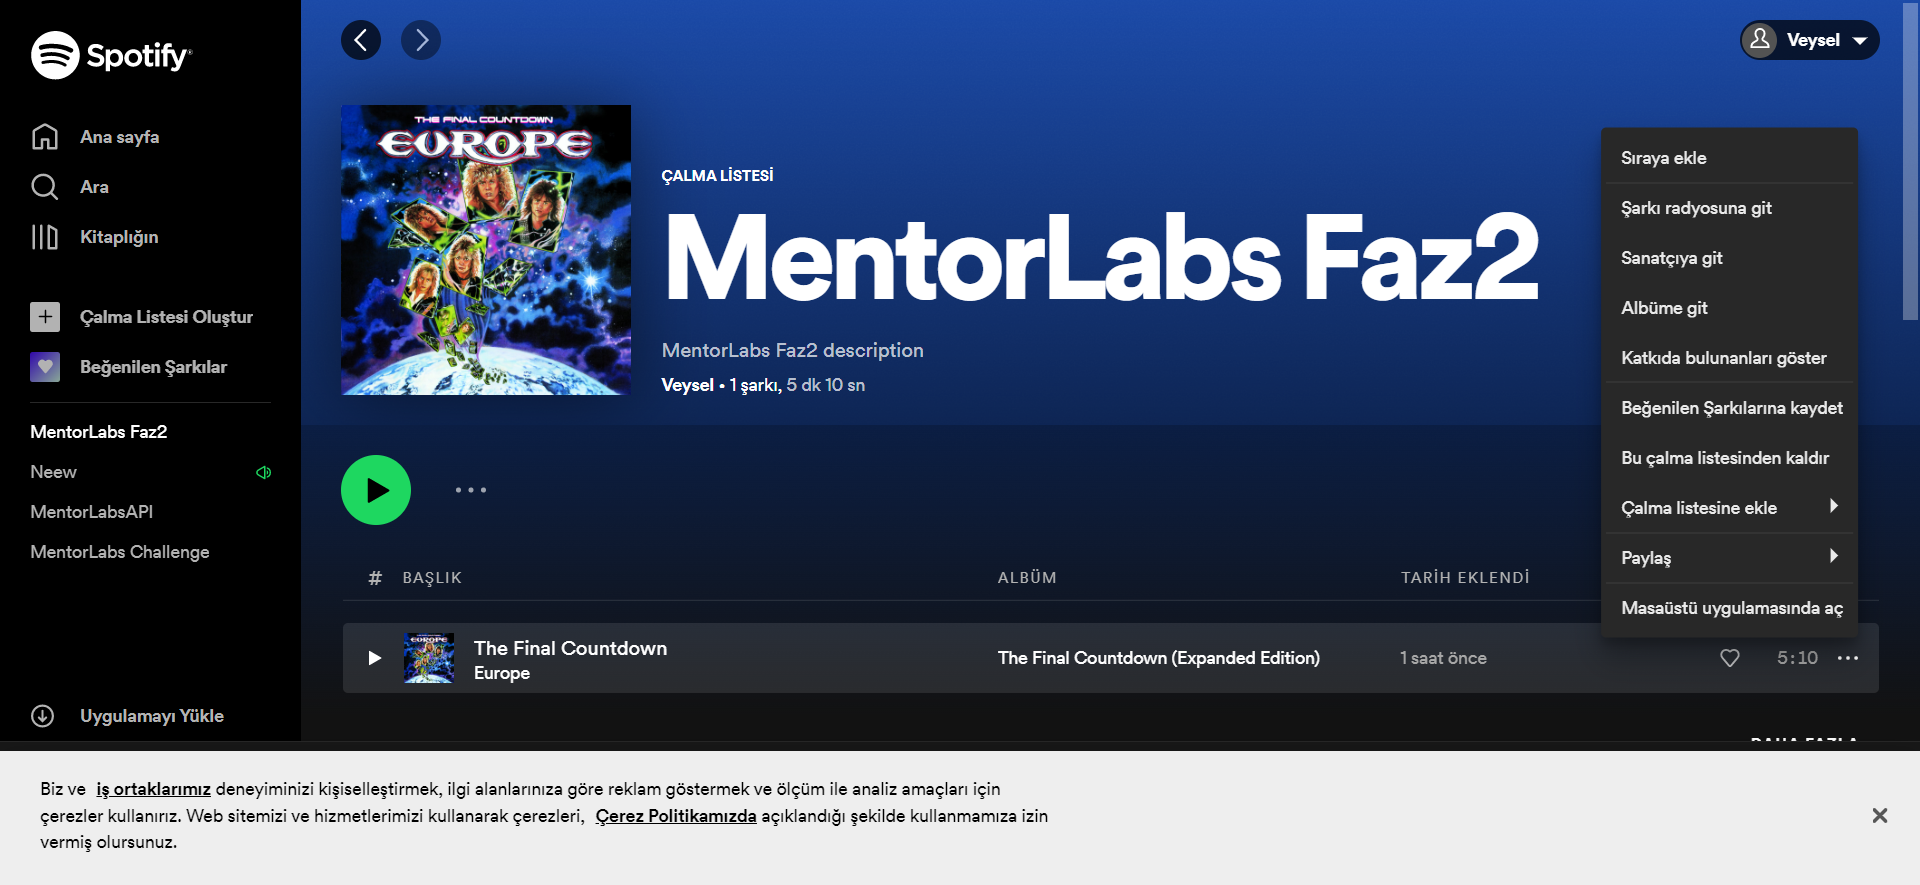 Spotify
Ana sayfa
Ara
Kitaplığın
Çalma Listesi Oluştur
Beğenilen Şarkılar
MentorLabs Faz2
Neew
MentorLabsAPI
MentorLabs Challenge
Uygulamayı Yükle
Veysel
THE FINAL COUNTDOWN
EUROPE
ÇALMA LİSTESİ
MentorLabs Faz2
MentorLabs Faz2 description
Veysel • 1 şarkı, 5 dk 10 sn
Sıraya ekle
Şarkı radyosuna git
Sanatçıya git
Albüme git
Katkıda bulunanları göster
Beğenilen Şarkılarına kaydet
Bu çalma listesinden kaldır
Çalma listesine ekle
Paylaş
Masaüstü uygulamasında aç
# BAŞLIK ALBÜM TARİH EKLENDİ
EUROPE
The Final Countdown
Europe
The Final Countdown (Expanded Edition) 1 saat önce 5:10
DAHA FAZLA
Biz ve iş ortaklarımız deneyiminizi kişiselleştirmek, ilgi alanlarınıza göre reklam göstermek ve ölçüm ile analiz amaçları için
çerezler kullanırız. Web sitemizi ve hizmetlerimizi kullanarak çerezleri, Çerez Politikamızda açıklandığı şekilde kullanmamıza izin
vermiş olursunuz.